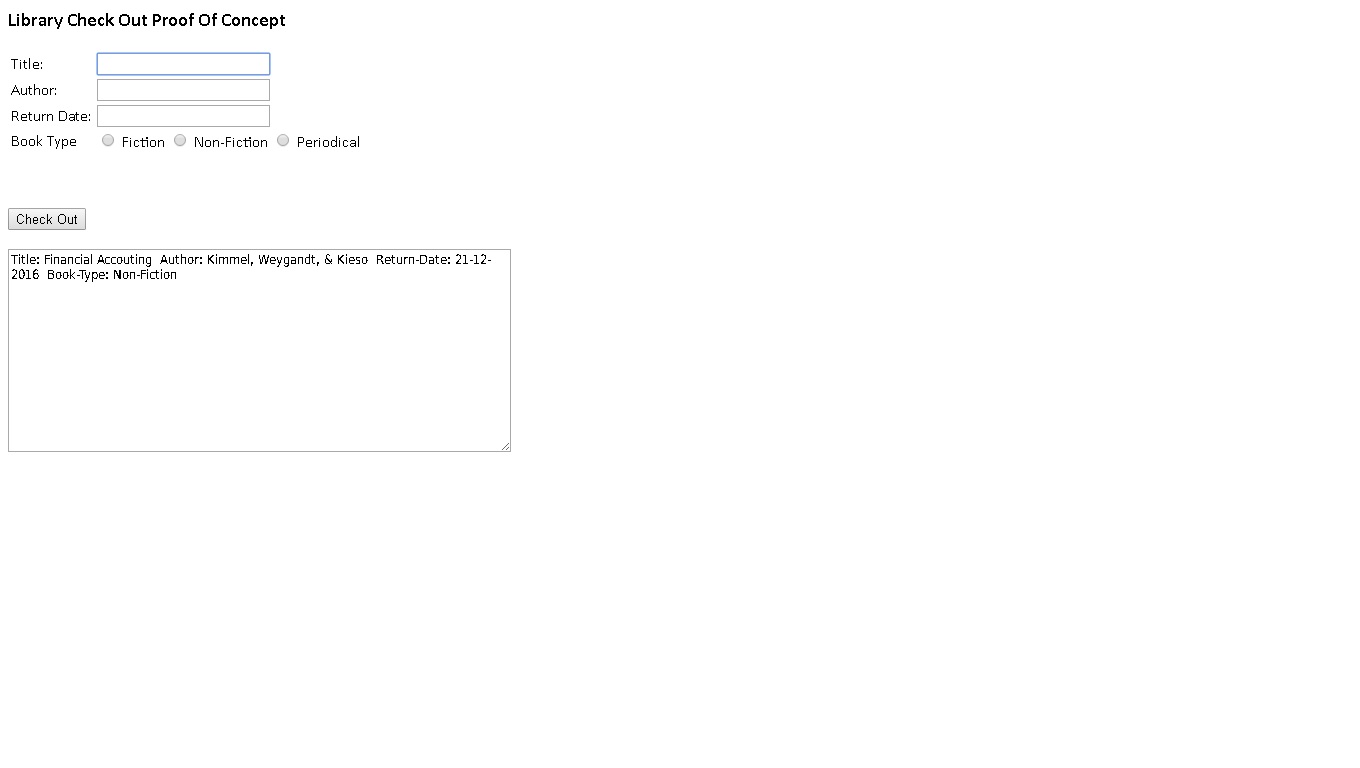 Library Check Out Proof Of Concept
Title:
Author:
Return Date:
Book Type Fiction Non-Fiction Periodical
Check Out
Title: Financial Accouting  Author: Kimmel, Weygandt, & Kieso  Return-Date: 21-12-
2016  Book-Type: Non-Fiction